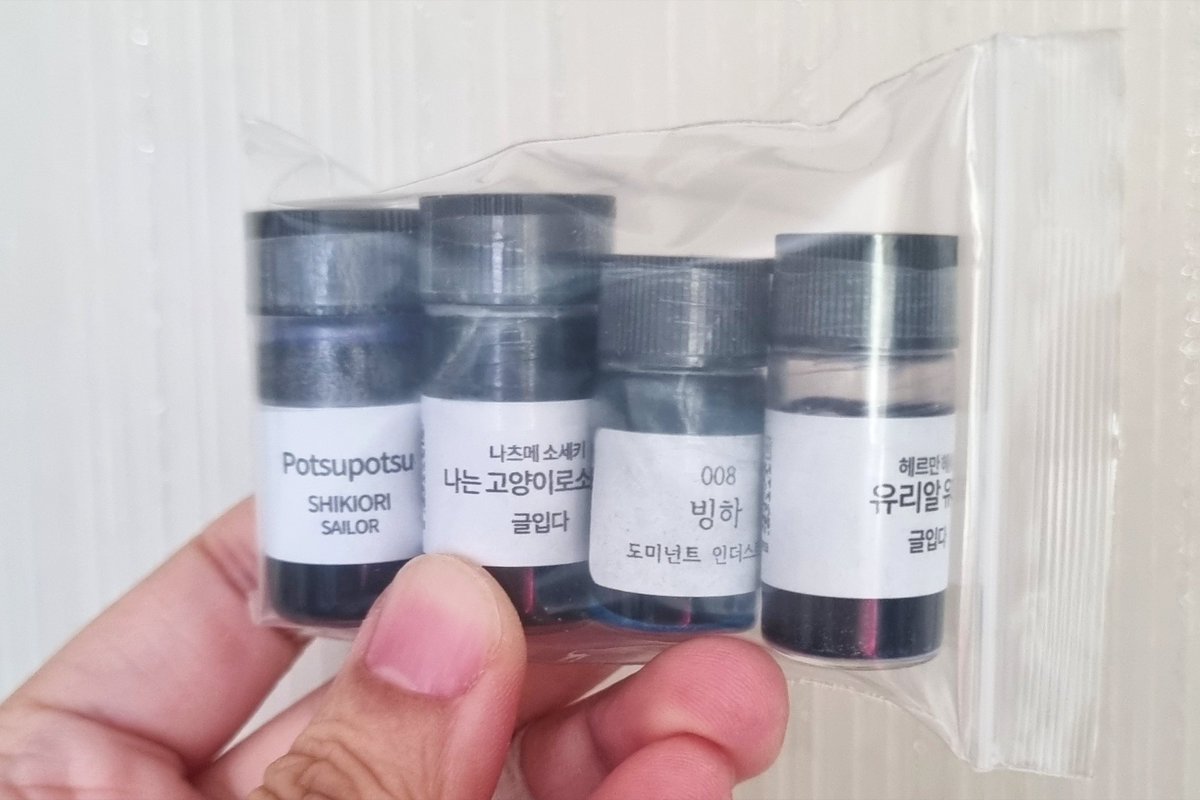 Potsupotsu
SHIKIORI
SAILOR
나츠메 소세키
나는 고양이로소
글입다
008
빙하
도미넌트 인더스
헤르만 헤
유리알 유
글입다